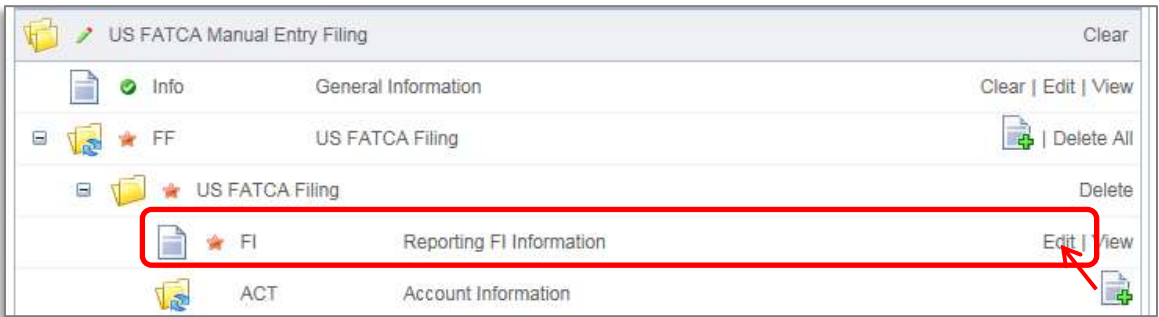 US FATCA Manual Entry Filing Clear
Info General Information Clear | Edit | View
FF US FATCA Filing | Delete All
US FATCA Filing Delete
FI Reporting FI Information Edit | View
ACT Account Information